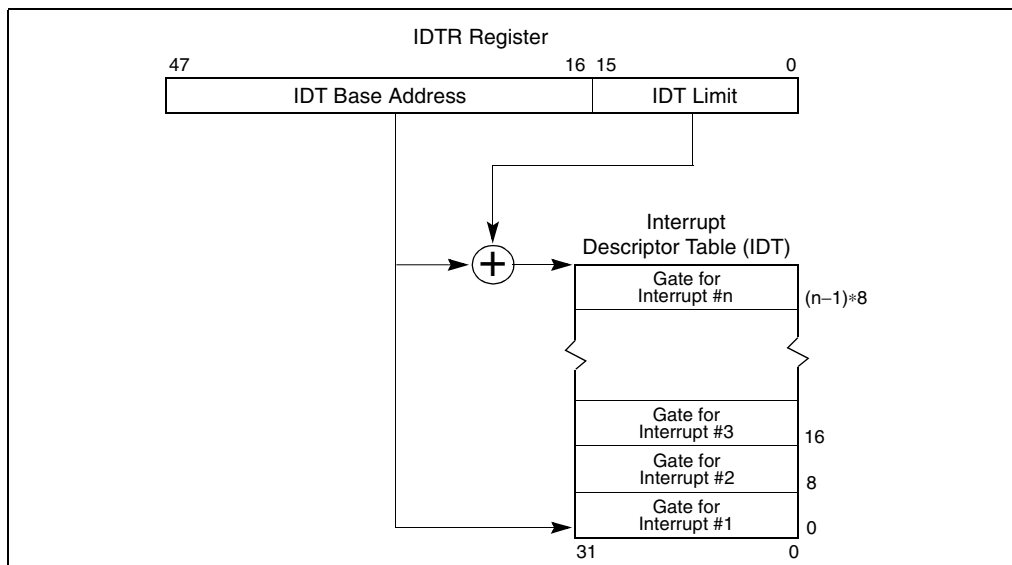 IDTR Register
47 16 15 0
IDT Base Address IDT Limit
+
Interrupt
Descriptor Table (IDT)
Gate for
Interrupt #n
(n−1)∗8
Gate for
Interrupt #3
16
Gate for
Interrupt #2
8
Gate for
Interrupt #1
0
31 0